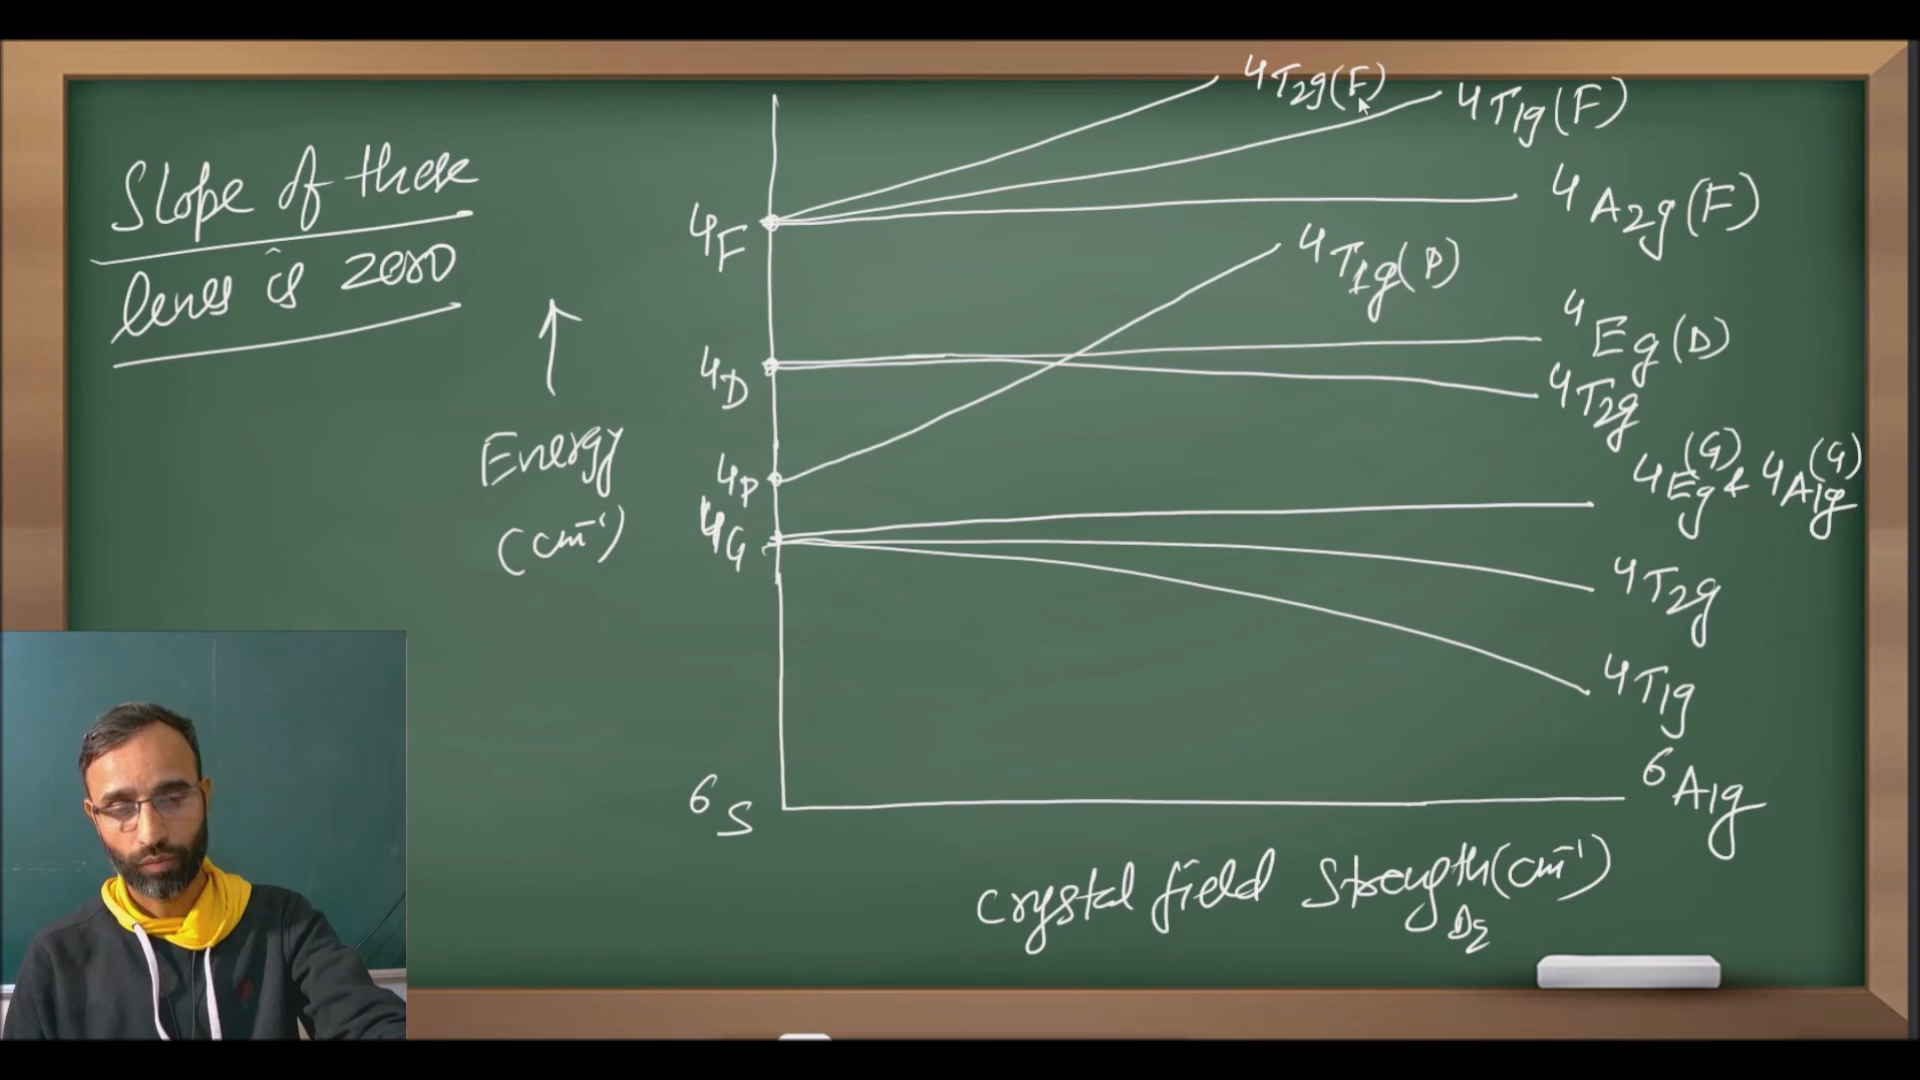 Slope of these
lines is zero
Energy
(cm⁻¹)
⁴F
⁴D
⁴P
⁴G
⁶S
⁴T₂g(F)
⁴T₁g(F)
⁴A₂g(F)
⁴T₁g(P)
⁴Eg(D)
⁴T₂g
⁴Eg(G) + ⁴A₁g(G)
⁴T₂g
⁴T₁g
⁶A₁g
Crystal field Strength (cm⁻¹)
Dq